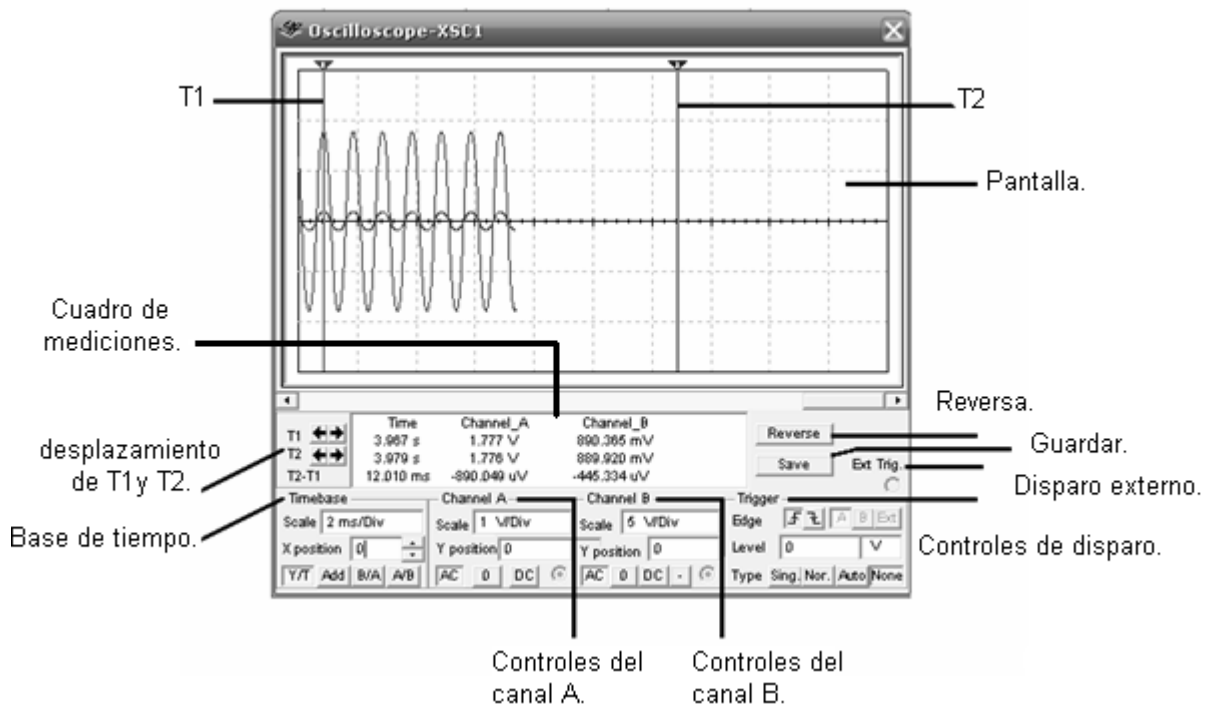 Oscilloscope-XSC1
T1
T2
Pantalla.
Cuadro de
mediciones.
Time Channel_A Channel_B
T1 3.967 s 1.777 V 890.365 mV
T2 3.979 s 1.776 V 889.920 mV
T2-T1 12.010 ms -890.049 uV -445.334 uV
Reverse
Save
Ext Trig.
Reversa.
Guardar.
Disparo externo.
desplazamiento
de T1 y T2.
Base de tiempo.
Timebase
Scale 2 ms/Div
X position 0
Y/T Add B/A A/B
Channel A
Scale 1 V/Div
Y position 0
AC 0 DC
Channel B
Scale 5 V/Div
Y position 0
AC 0 DC -
Trigger
Edge A B Ext
Level 0 V
Type Sing. Nor. Auto None
Controles de disparo.
Controles del
canal A.
Controles del
canal B.